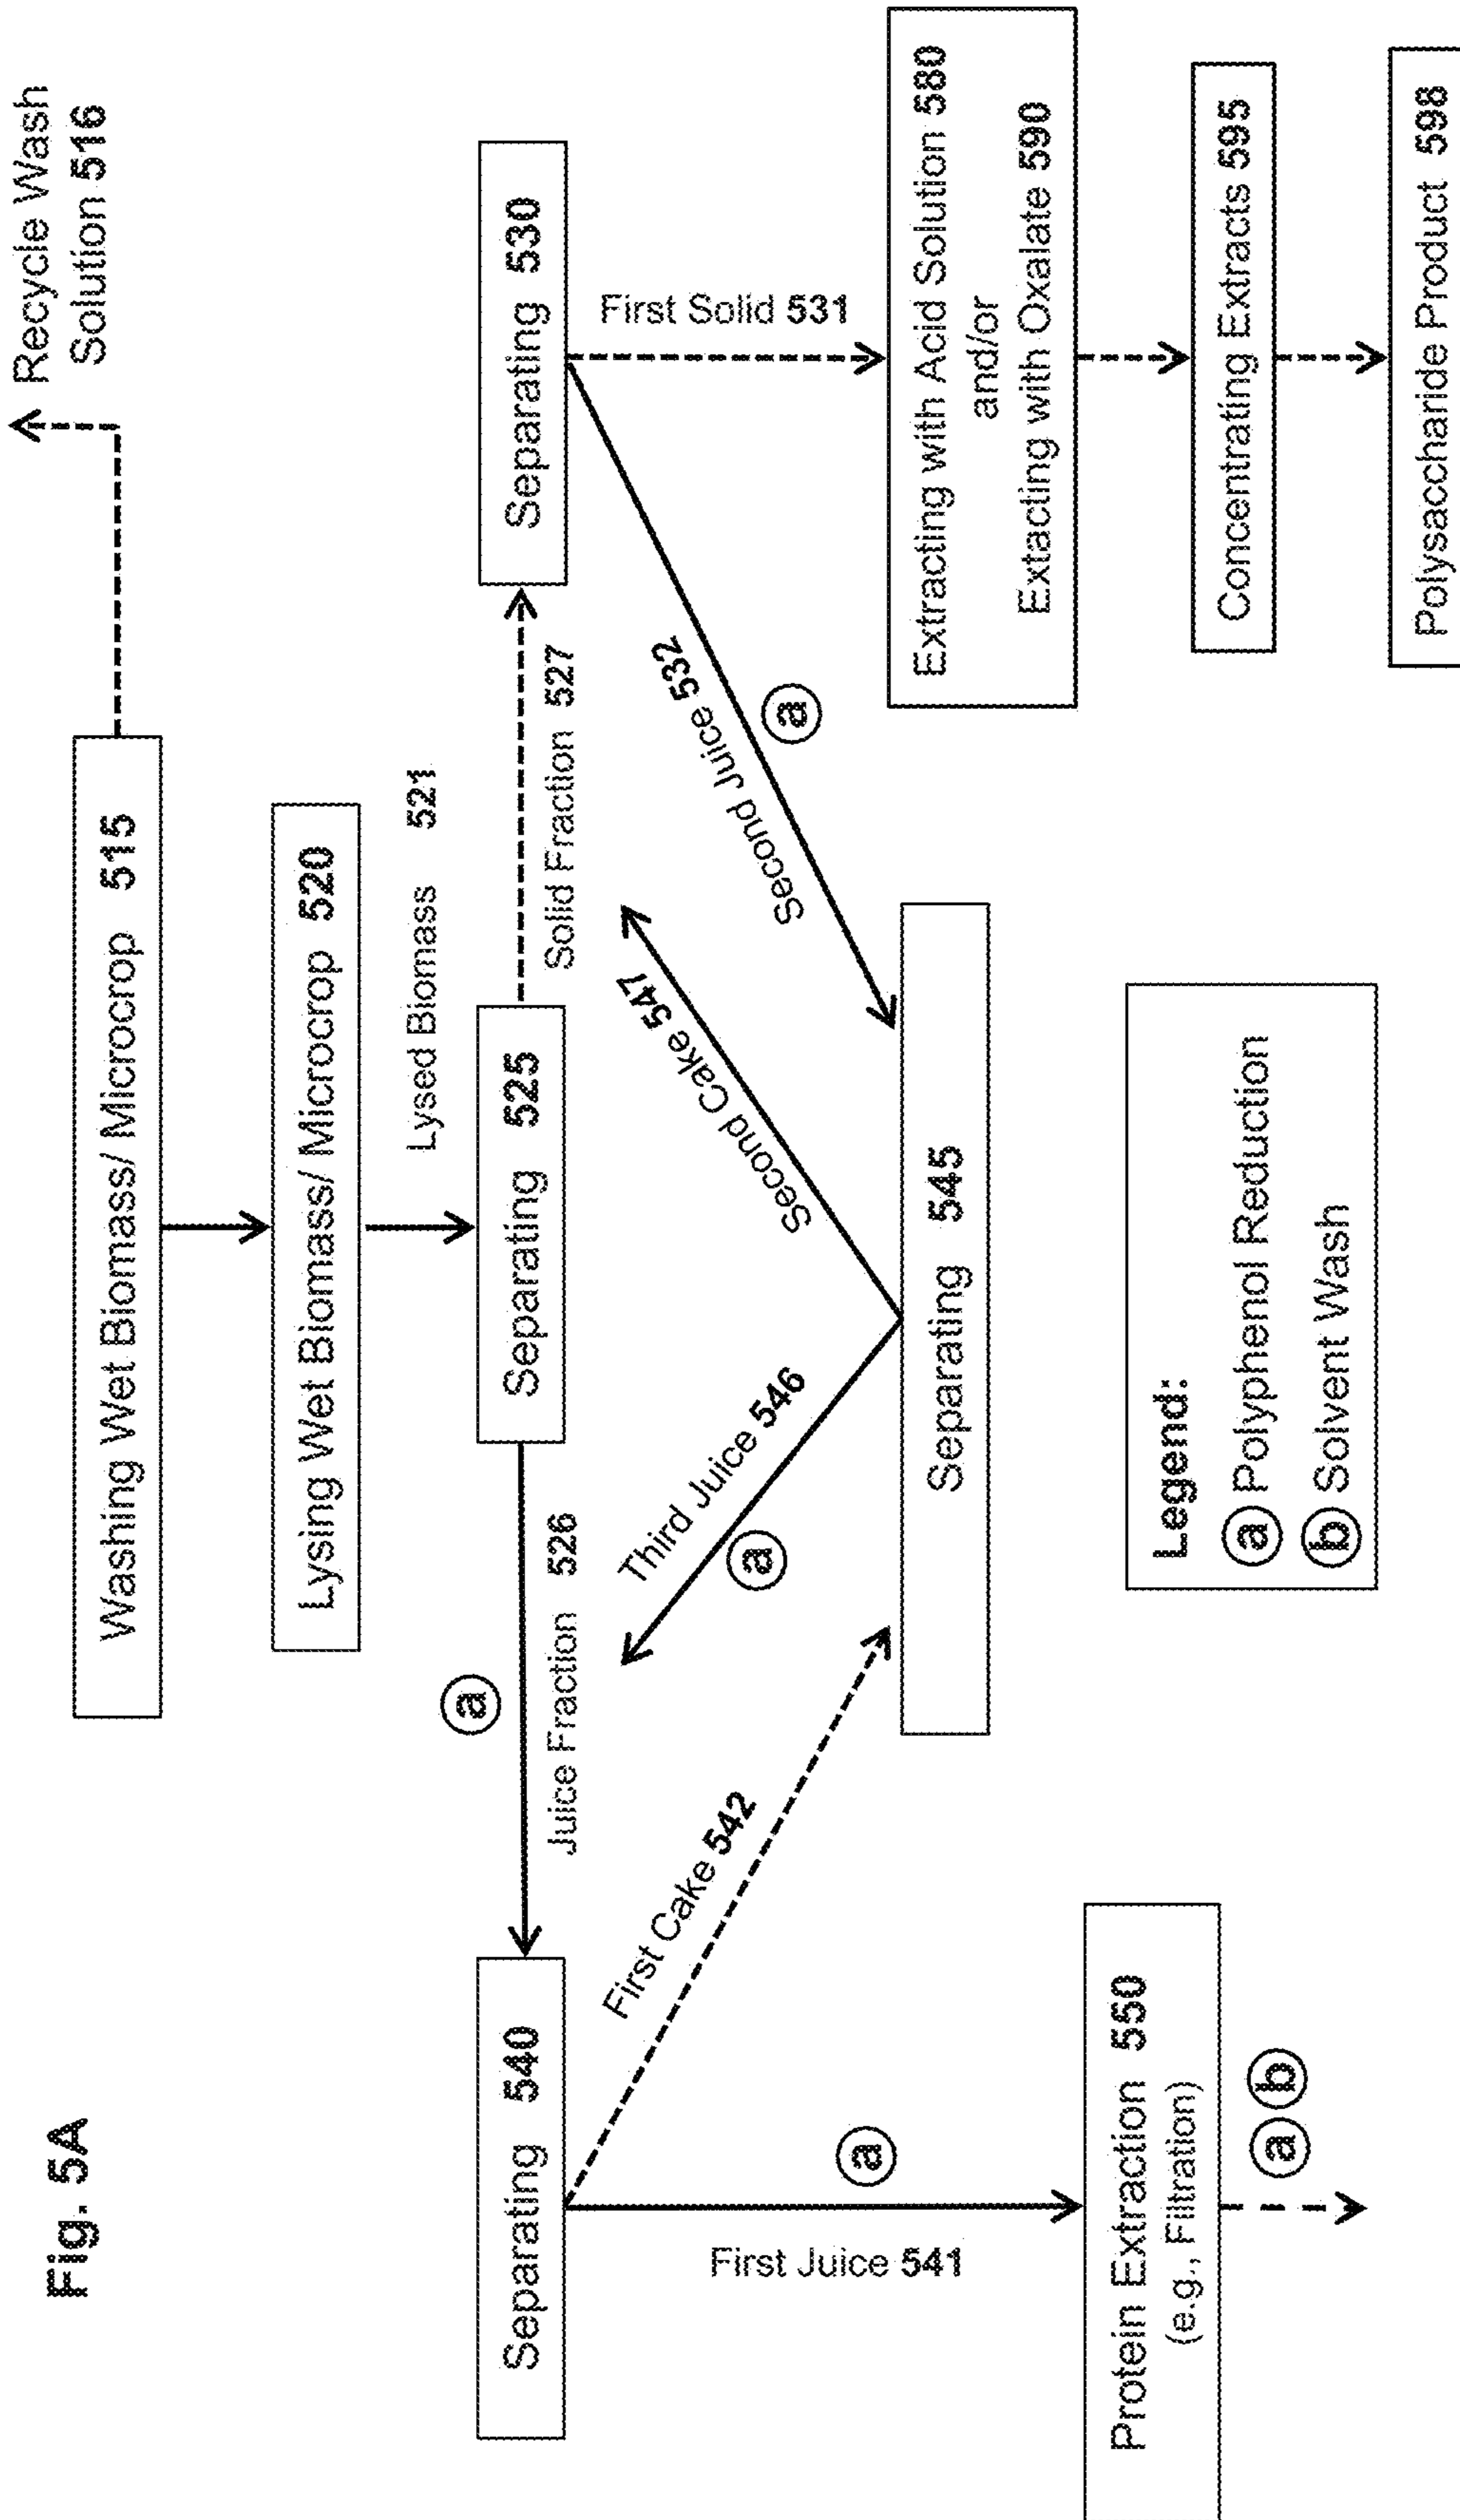 Fig. 5A
Recycle Wash
Solution 516
Washing Wet Biomass/ Microcrop 515
Lysing Wet Biomass/ Microcrop 520
Lysed Biomass 521
Separating 540
a
Juice Fraction 526
Separating 525
Solid Fraction 527
Separating 530
First Cake 542
Third Juice 546
a
Second Cake 547
Second Juice 532
a
First Solid 531
First Juice 541
a
Separating 545
Extracting with Acid Solution 580
and/or
Extacting with Oxalate 590
Protein Extraction 550
(e.g., Filtration)
a b
Legend:
a Polyphenol Reduction
b Solvent Wash
Concentrating Extracts 595
Polysaccharide Product 598